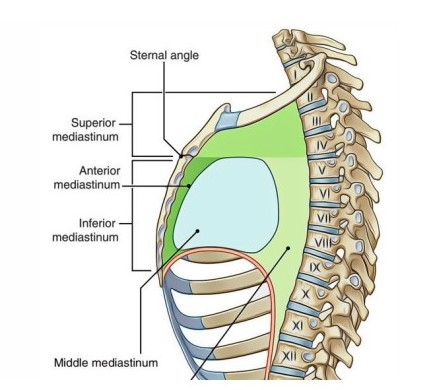 Sternal angle
Superior
mediastinum
Anterior
mediastinum
Inferior
mediastinum
Middle mediastinum
I
II
III
IV
VI
VII
VIII
IX
X
XI
XII